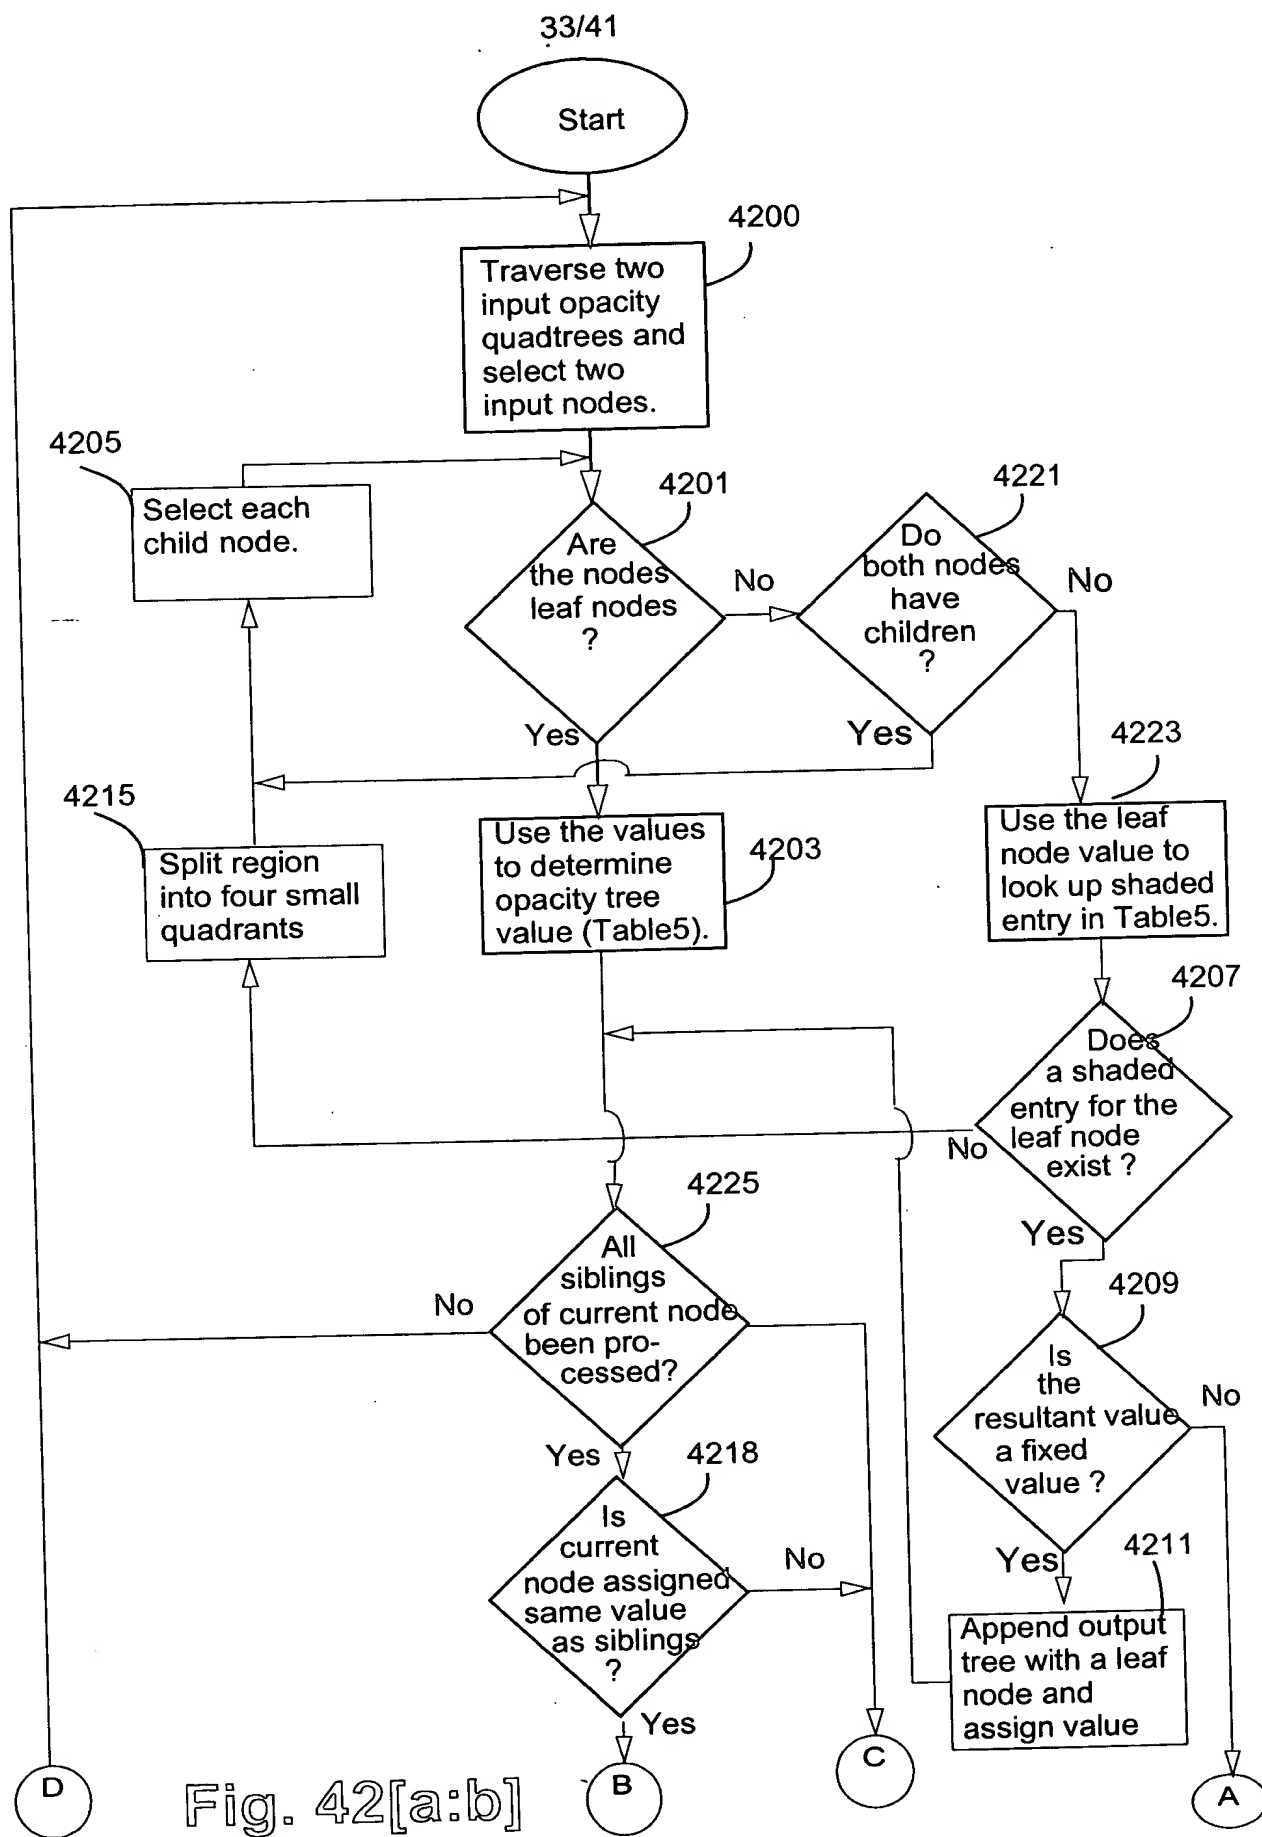 33/41
Start
4200
Traverse two
input opacity
quadtrees and
select two
input nodes.
4205
Select each
child node.
4201
Are
the nodes
leaf nodes
?
No
Yes
4221
Do
both nodes
have
children
?
No
Yes
4223
Use the leaf
node value to
look up shaded
entry in Table5.
4215
Split region
into four small
quadrants
4203
Use the values
to determine
opacity tree
value (Table5).
4207
Does
a shaded
entry for the
leaf node
exist ?
No
Yes
4225
All
siblings
of current node
been pro-
cessed?
No
Yes
4209
Is
the
resultant value
a fixed
value ?
No
Yes
4218
Is
current
node assigned
same value
as siblings
?
No
Yes
4211
Append output
tree with a leaf
node and
assign value
D
B
C
A
Fig. 42[a:b]